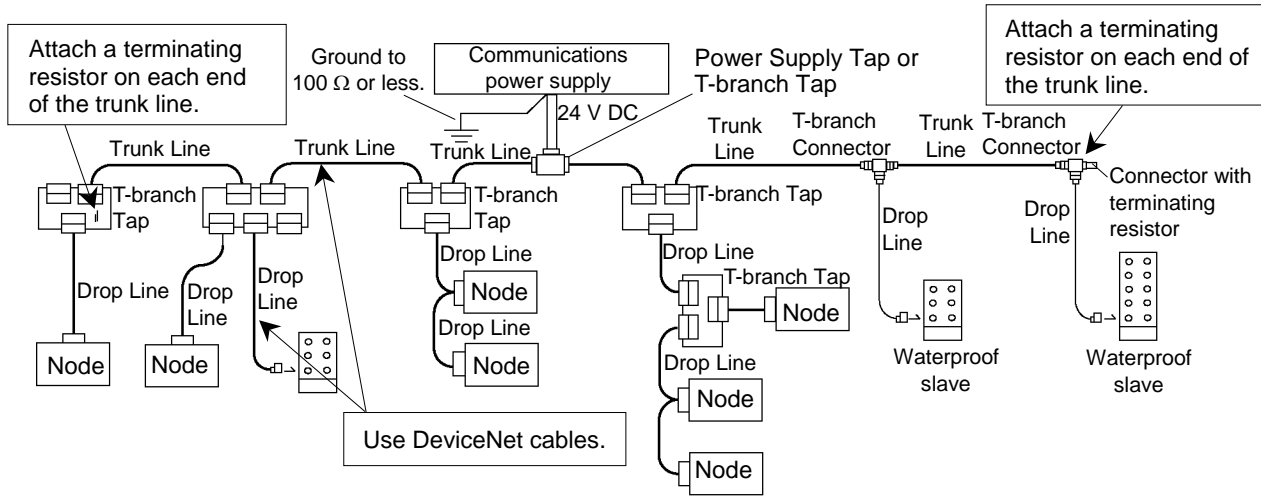 Attach a terminating
resistor on each end
of the trunk line.
Ground to
100 Ω or less.
Communications
power supply
24 V DC
Power Supply Tap or
T-branch Tap
Attach a terminating
resistor on each end of
the trunk line.
Trunk Line
Trunk Line
Trunk Line
Trunk
Line
T-branch
Connector
Trunk
Line
T-branch
Connector
T-branch
Tap
T-branch
Tap
T-branch Tap
Connector with
terminating
resistor
Drop Line
Drop
Line
Drop
Line
Drop Line
Node
Drop Line
Node
Drop Line
T-branch Tap
Node
Drop Line
Node
Node
Drop
Line
Drop
Line
Node
Node
Waterproof
slave
Waterproof
slave
Use DeviceNet cables.